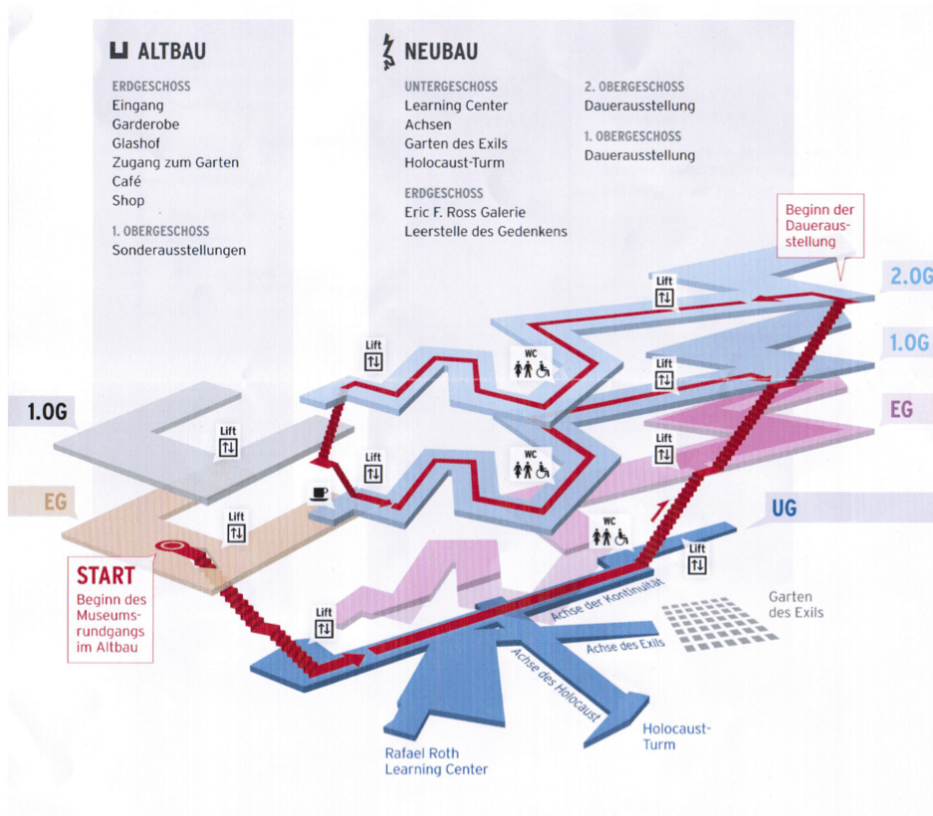 ALTBAU
ERDGESCHOSS
Eingang
Garderobe
Glashof
Zugang zum Garten
Café
Shop
1. OBERGESCHOSS
Sonderausstellungen
NEUBAU
UNTERGESCHOSS
Learning Center
Achsen
Garten des Exils
Holocaust-Turm
ERDGESCHOSS
Eric F. Ross Galerie
Leerstelle des Gedenkens
2. OBERGESCHOSS
Dauerausstellung
1. OBERGESCHOSS
Dauerausstellung
Beginn der
Daueraus-
stellung
2.OG
1.OG
EG
UG
1.OG
EG
Lift
Lift
Lift
Lift
Lift
Lift
Lift
Lift
Lift
WC
WC
WC
START
Beginn des
Museums-
rundgangs
im Altbau
Achse der Kontinuität
Achse des Exils
Achse des Holocaust
Garten
des Exils
Holocaust-
Turm
Rafael Roth
Learning Center